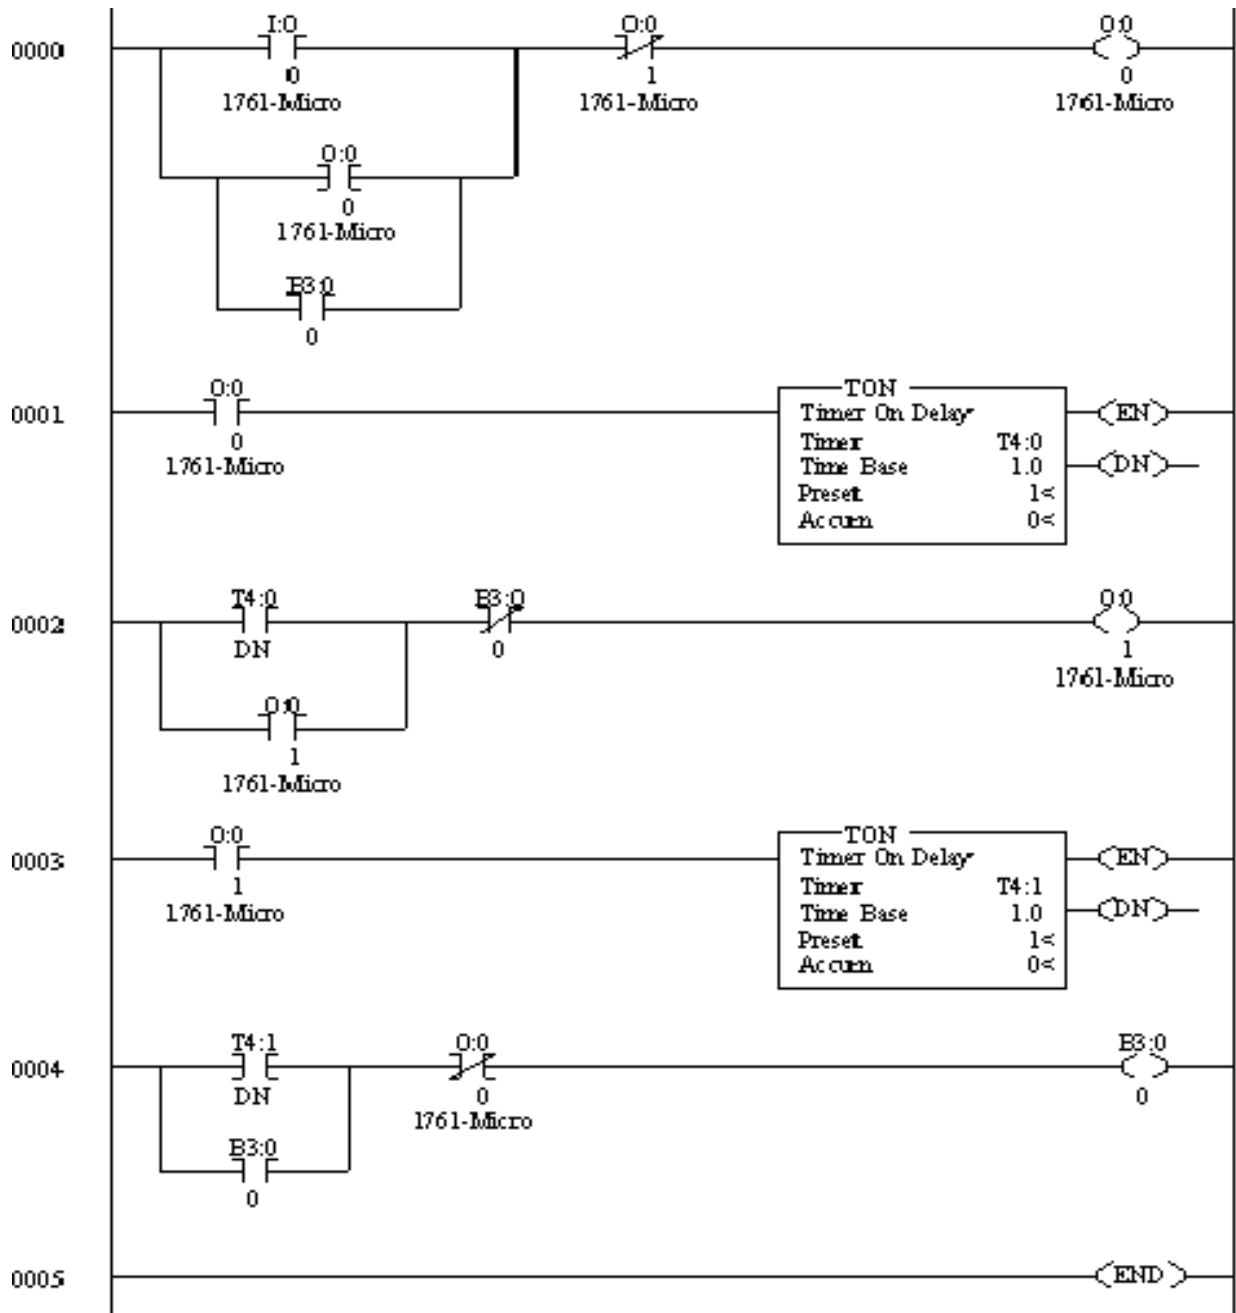 I:0 O:0 O:0
0000
0 1 0
1761-Micro 1761-Micro 1761-Micro
O:0
0
1761-Micro
B3:0
0
O:0 TON
0001 Timer On Delay EN
0 Timer T4:0
1761-Micro Time Base 1.0 DN
Preset 1<
Accum 0<
T4:0 B3:0 O:0
0002
DN 0 1
1761-Micro
O:0
1
1761-Micro
O:0 TON
0003 Timer On Delay EN
1 Timer T4:1
1761-Micro Time Base 1.0 DN
Preset 1<
Accum 0<
T4:1 O:0 B3:0
0004
DN 0 0
1761-Micro
B3:0
0
0005 END